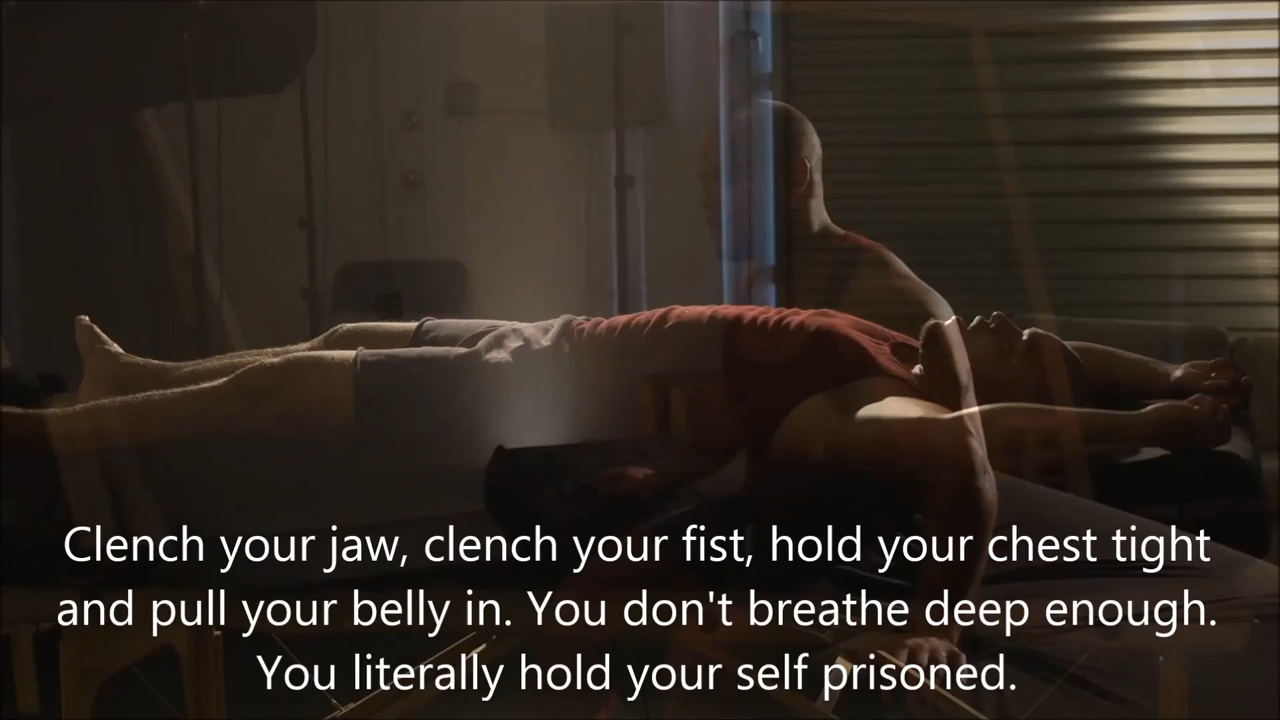 Clench your jaw, clench your fist, hold your chest tight
and pull your belly in. You don't breathe deep enough.
You literally hold your self prisoned.